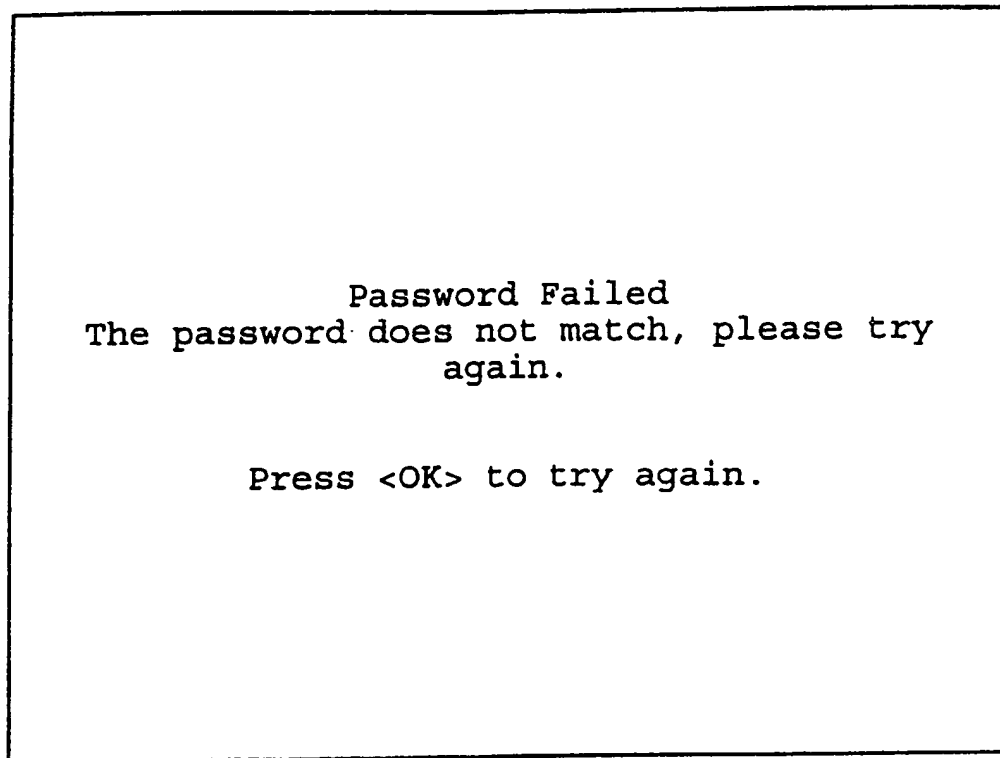 Password Failed
The password does not match, please try
again.
Press <OK> to try again.